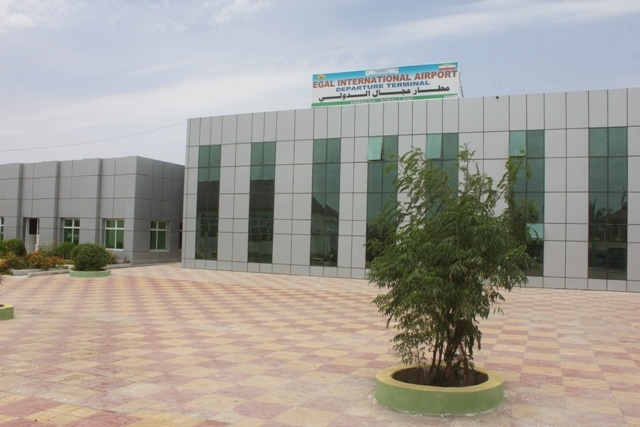 EGAL INTERNATIONAL AIRPORT
DEPARTURE TERMINAL
مطار عجال الدولي